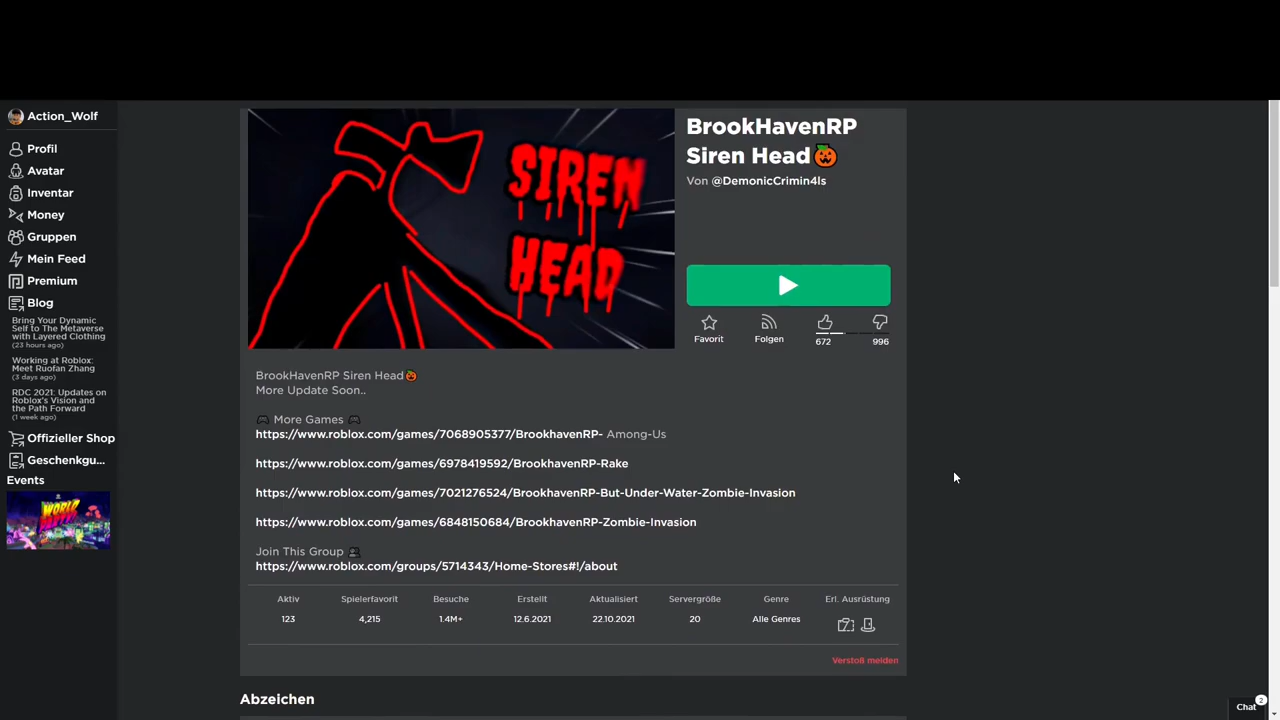 Action_Wolf
Profil
Avatar
Inventar
Money
Gruppen
Mein Feed
Premium
Blog
Bring Your Dynamic
Self to The Metaverse
with Layered Clothing
(23 hours ago)
Working at Roblox:
Meet Ruofan Zhang
(3 days ago)
RDC 2021: Updates on
Roblox's Vision and
the Path Forward
(1 week ago)
Offizieller Shop
Geschenkgu...
Events
WORLD
PARTY
SIREN
HEAD
BrookHavenRP
Siren Head🎃
Von @DemonicCrimin4ls
Favorit
Folgen
672
996
BrookHavenRP Siren Head🎃
More Update Soon..
🎮 More Games 🎮
https://www.roblox.com/games/7068905377/BrookhavenRP- Among-Us
https://www.roblox.com/games/6978419592/BrookhavenRP-Rake
https://www.roblox.com/games/7021276524/BrookhavenRP-But-Under-Water-Zombie-Invasion
https://www.roblox.com/games/6848150684/BrookhavenRP-Zombie-Invasion
Join This Group 👥
https://www.roblox.com/groups/5714343/Home-Stores#!/about
Aktiv Spielerfavorit Besuche Erstellt Aktualisiert Servergröße Genre Erl. Ausrüstung
123 4,215 1.4M+ 12.6.2021 22.10.2021 20 Alle Genres
Verstoß melden
Abzeichen
Chat 2